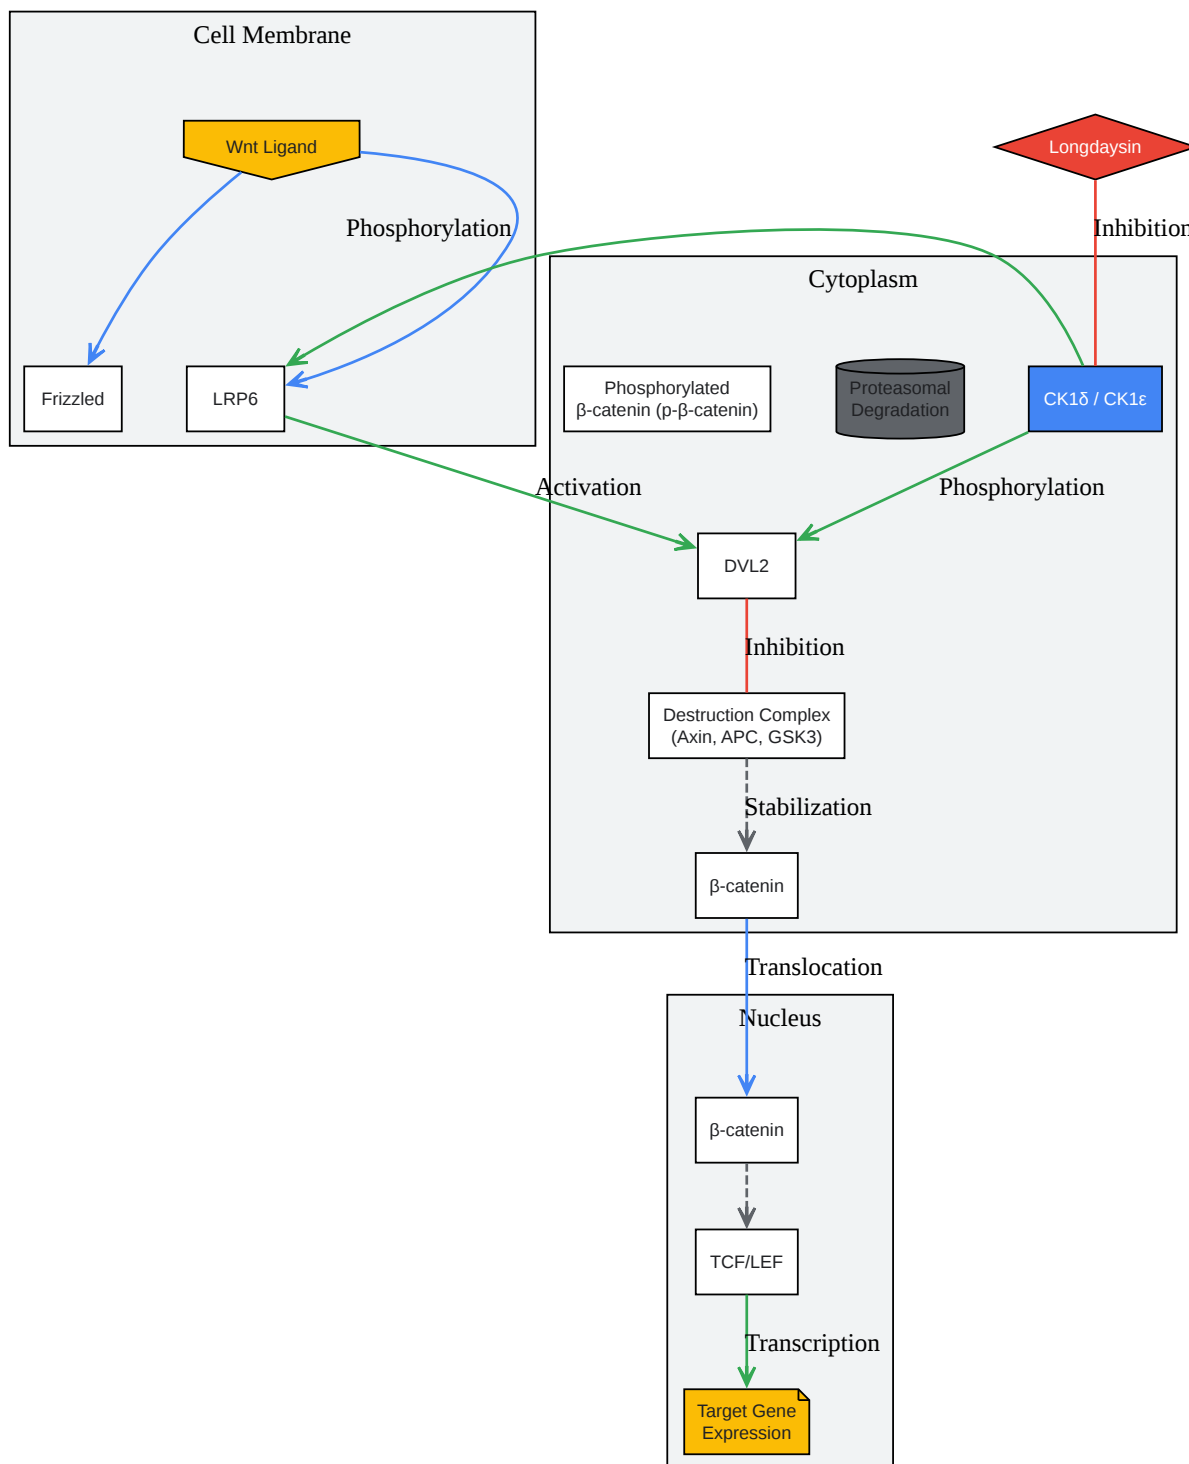 Cell Membrane
Wnt Ligand
Longdaysin
Phosphorylation
Inhibition
Cytoplasm
Frizzled
LRP6
Phosphorylated
β-catenin (p-β-catenin)
Proteasomal
Degradation
CK1δ / CK1ε
Activation
Phosphorylation
DVL2
Inhibition
Destruction Complex
(Axin, APC, GSK3)
Stabilization
β-catenin
Translocation
Nucleus
β-catenin
TCF/LEF
Transcription
Target Gene
Expression